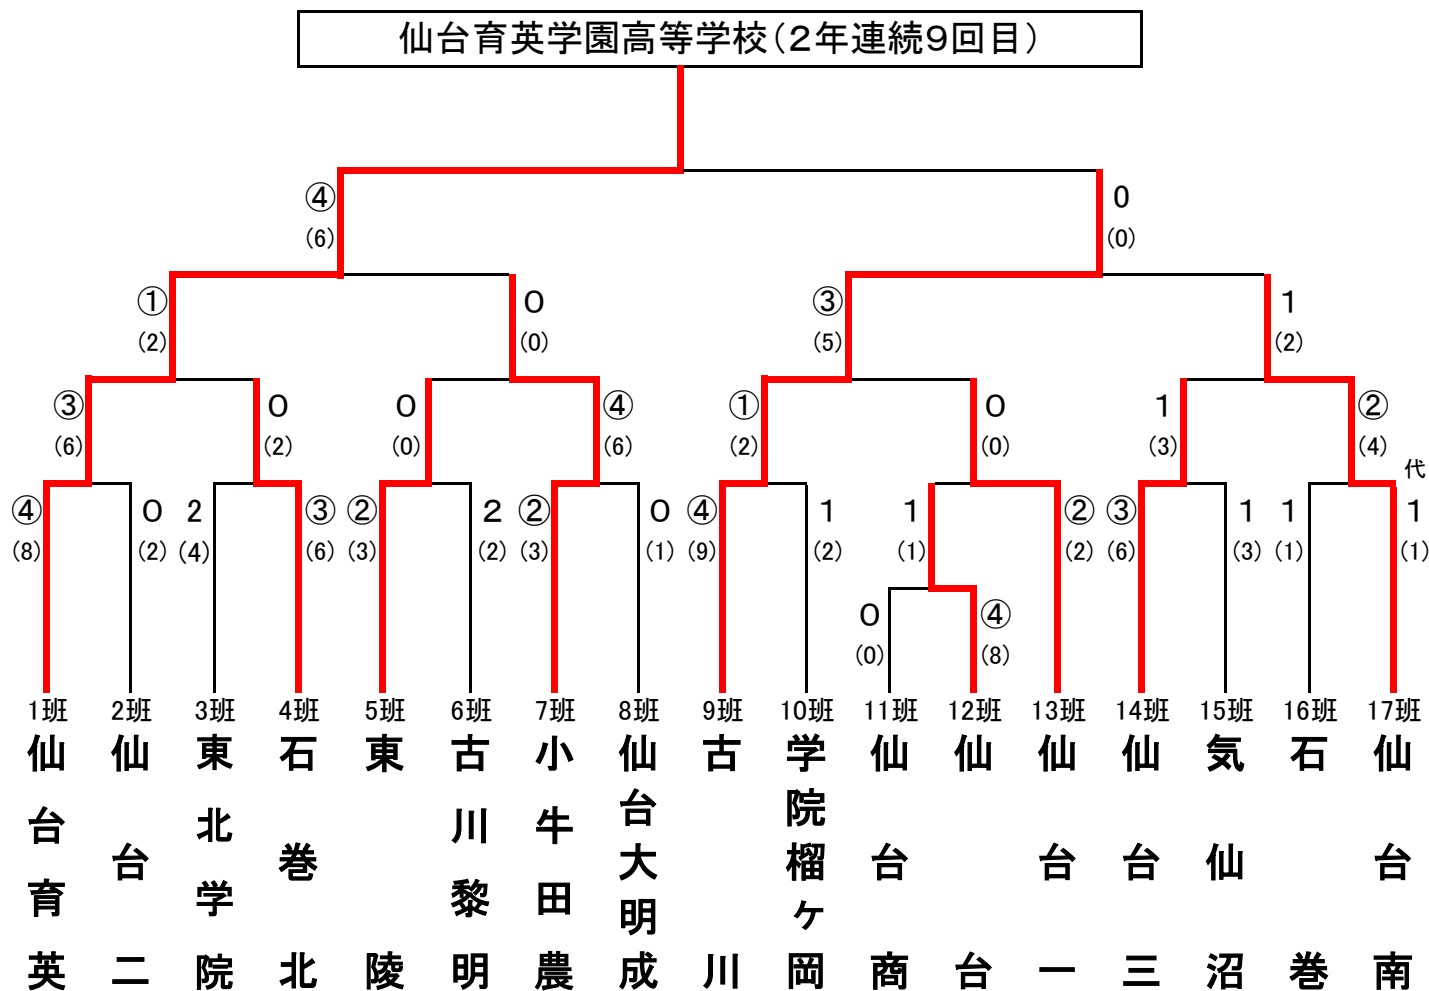 仙台育英学園高等学校(2年連続9回目)
④ 0
(6) (0)
① 0 ③ 1
(2) (0) (5) (2)
③ 0 0 ④ ① 0 1 ②
(6) (2) (0) (6) (2) (0) (3) (4)
代
④ 0 2 ③ ② 2 ② 0 ④ 1 1 ② ③ 1 1 1
(8) (2) (4) (6) (3) (2) (3) (1) (9) (2) (1) (2) (6) (3) (1) (1)
0 ④
(0) (8)
1班 2班 3班 4班 5班 6班 7班 8班 9班 10班 11班 12班 13班 14班 15班 16班 17班
仙台育英
仙台二
東北学院
石巻北
東陵
古川黎明
小牛田農
仙台大明成
古川
学院榴ヶ岡
仙台商
仙台
仙台一
仙台三
気仙沼
石巻
仙台南